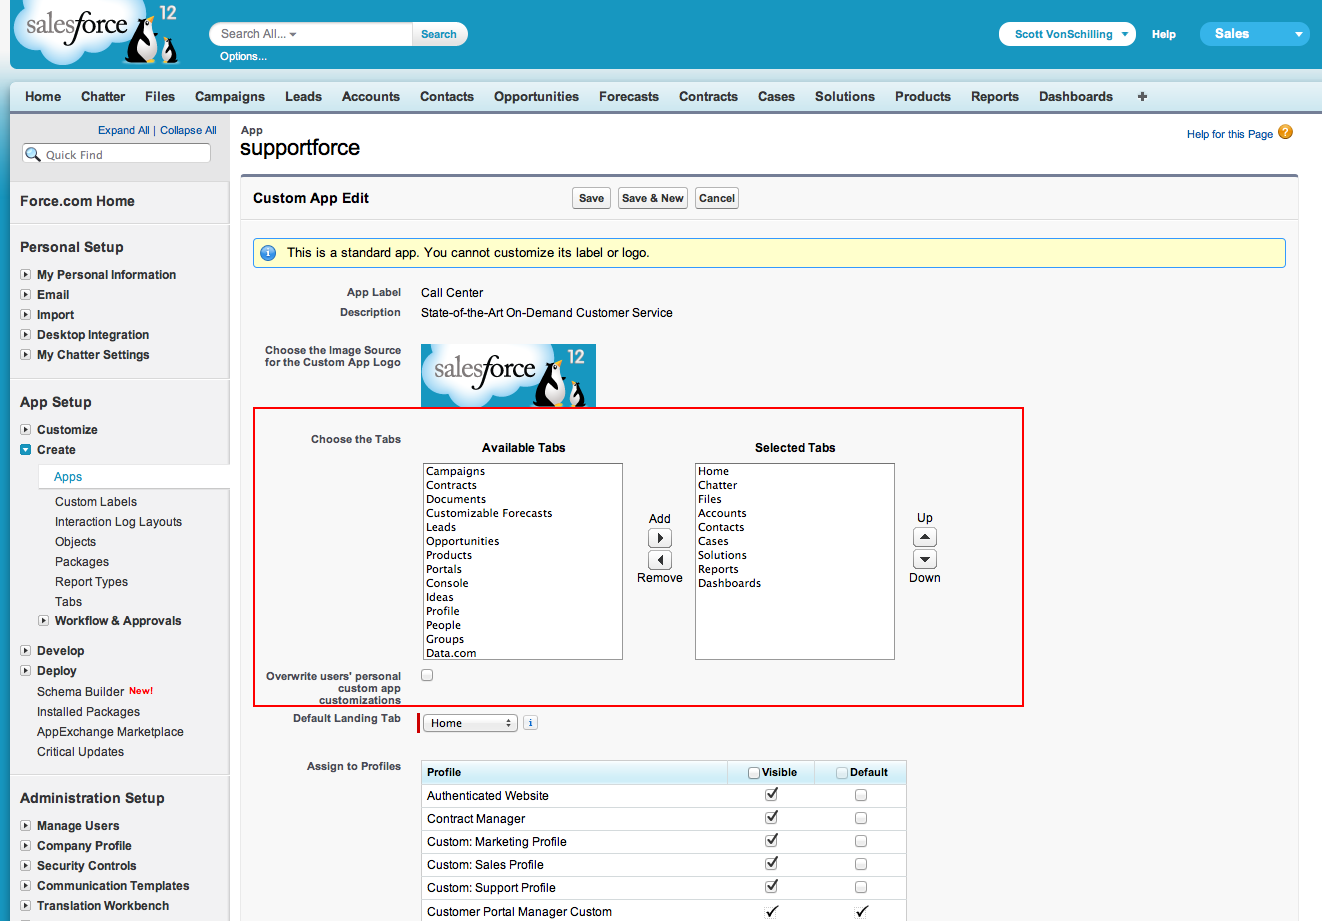 salesforce 12
Search All...
Search
Options...
Scott VonSchilling
Help
Sales
Home Chatter Files Campaigns Leads Accounts Contacts Opportunities Forecasts Contracts Cases Solutions Products Reports Dashboards +
Expand All | Collapse All
Quick Find
Force.com Home
Personal Setup
My Personal Information
Email
Import
Desktop Integration
My Chatter Settings
App Setup
Customize
Create
Apps
Custom Labels
Interaction Log Layouts
Objects
Packages
Report Types
Tabs
Workflow & Approvals
Develop
Deploy
Schema Builder New!
Installed Packages
AppExchange Marketplace
Critical Updates
Administration Setup
Manage Users
Company Profile
Security Controls
Communication Templates
Translation Workbench
App
supportforce
Help for this Page ?
Custom App Edit
Save
Save & New
Cancel
i This is a standard app. You cannot customize its label or logo.
App Label Call Center
Description State-of-the-Art On-Demand Customer Service
Choose the Image Source
for the Custom App Logo
salesforce 12
Choose the Tabs
Available Tabs
Campaigns
Contracts
Documents
Customizable Forecasts
Leads
Opportunities
Products
Portals
Console
Ideas
Profile
People
Groups
Data.com
Add
Remove
Selected Tabs
Home
Chatter
Files
Accounts
Contacts
Cases
Solutions
Reports
Dashboards
Up
Down
Overwrite users' personal
custom app
customizations
Default Landing Tab Home i
Assign to Profiles
Profile Visible Default
Authenticated Website
Contract Manager
Custom: Marketing Profile
Custom: Sales Profile
Custom: Support Profile
Customer Portal Manager Custom